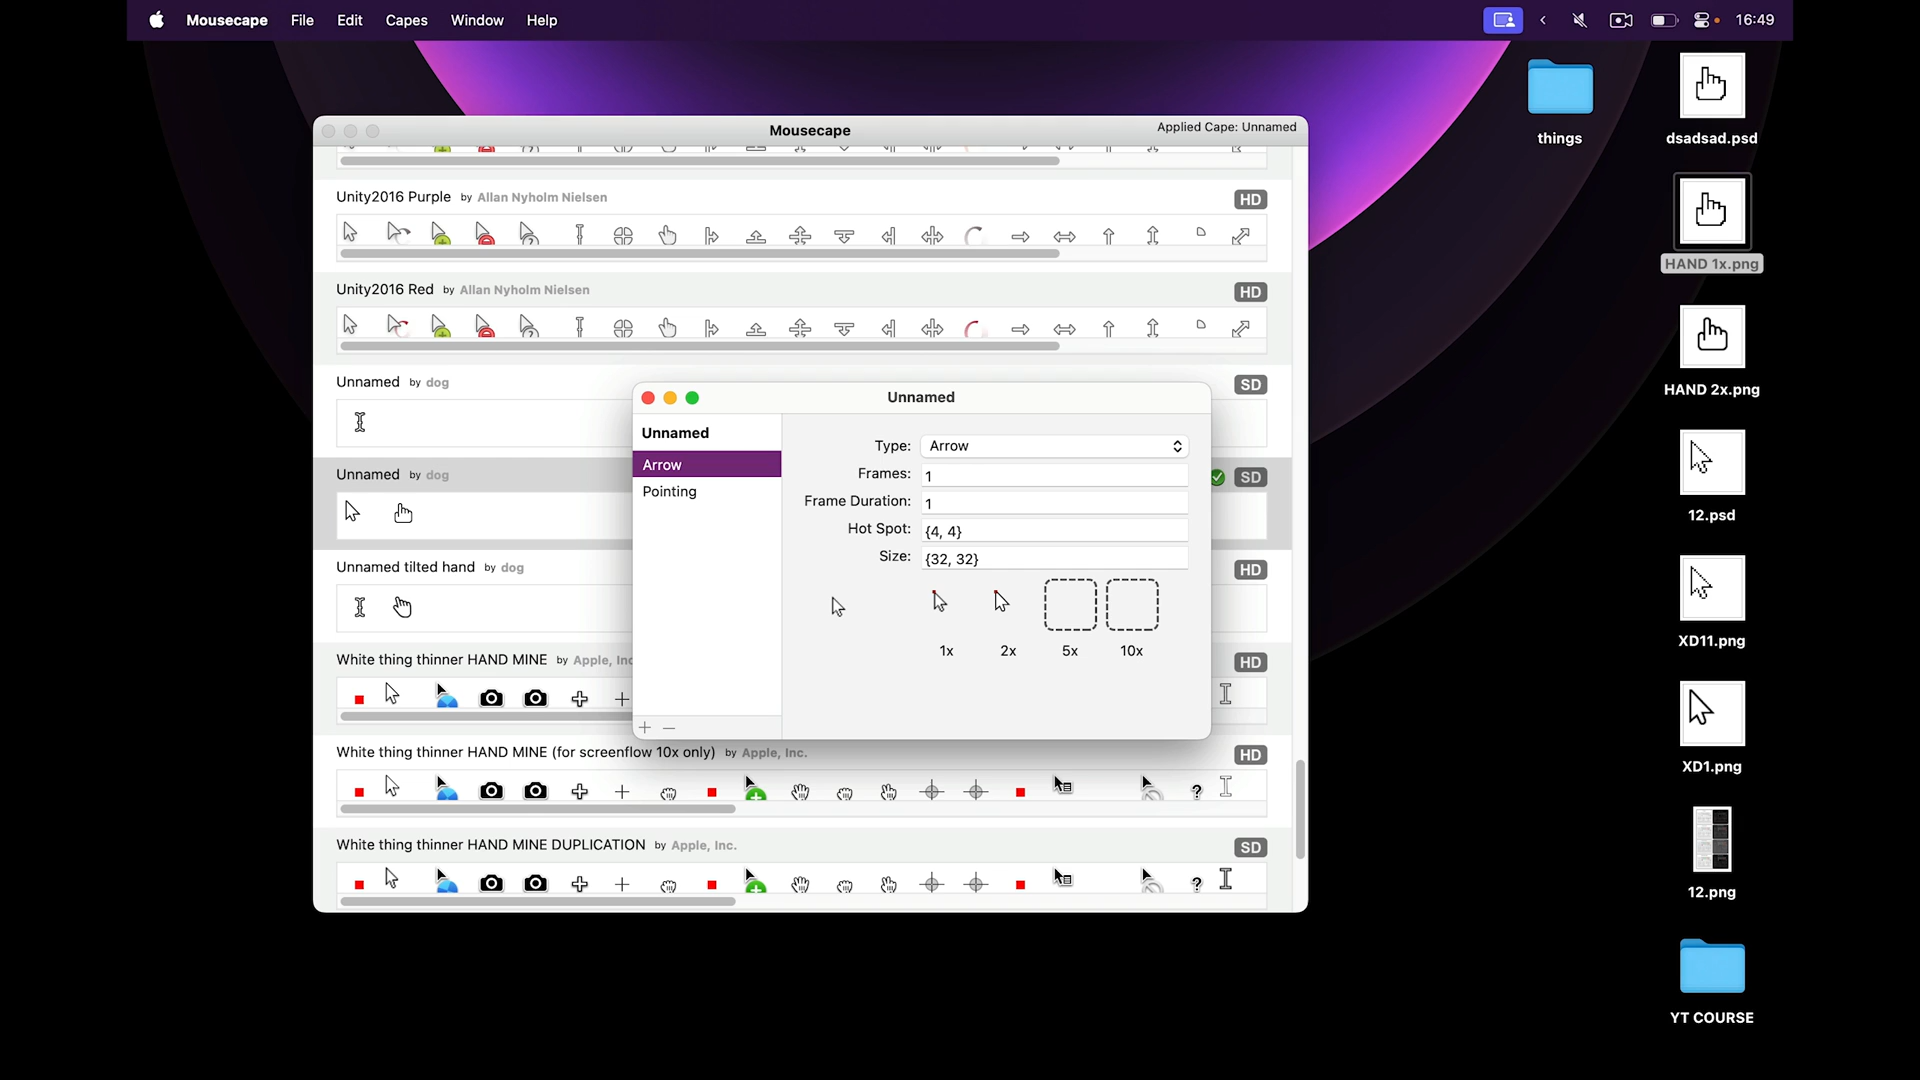 Mousecape File Edit Capes Window Help 16:49
Mousecape
Applied Cape: Unnamed
Unity2016 Purple by Allan Nyholm Nielsen HD
Unity2016 Red by Allan Nyholm Nielsen HD
Unnamed by dog SD
Unnamed by dog SD
Unnamed tilted hand by dog HD
White thing thinner HAND MINE by Apple, Inc HD
White thing thinner HAND MINE (for screenflow 10x only) by Apple, Inc. HD
White thing thinner HAND MINE DUPLICATION by Apple, Inc. SD
Unnamed
Unnamed
Arrow
Pointing
Type: Arrow
Frames: 1
Frame Duration: 1
Hot Spot: {4, 4}
Size: {32, 32}
1x 2x 5x 10x
+ −
things
dsadsad.psd
HAND 1x.png
HAND 2x.png
12.psd
XD11.png
XD1.png
12.png
YT COURSE